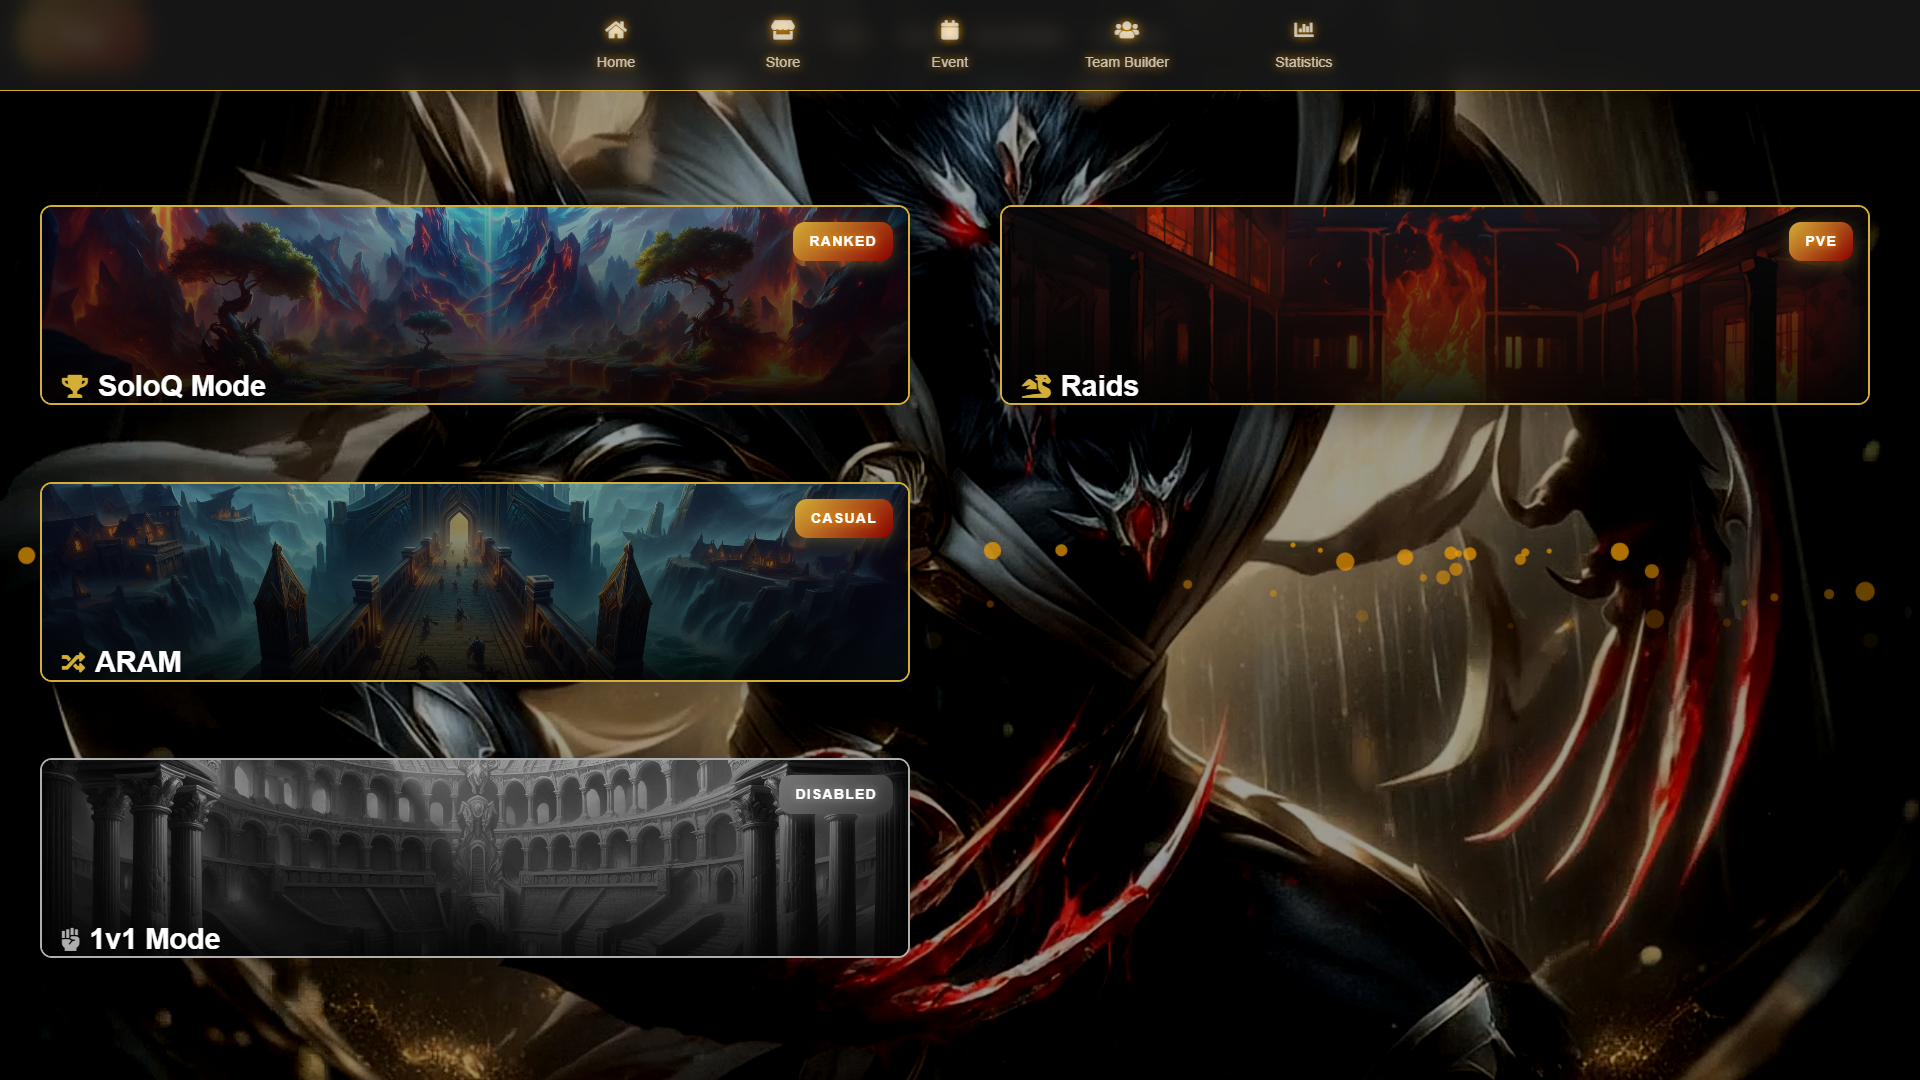 Home
Store
Event
Team Builder
Statistics
RANKED
SoloQ Mode
PVE
Raids
CASUAL
ARAM
DISABLED
1v1 Mode